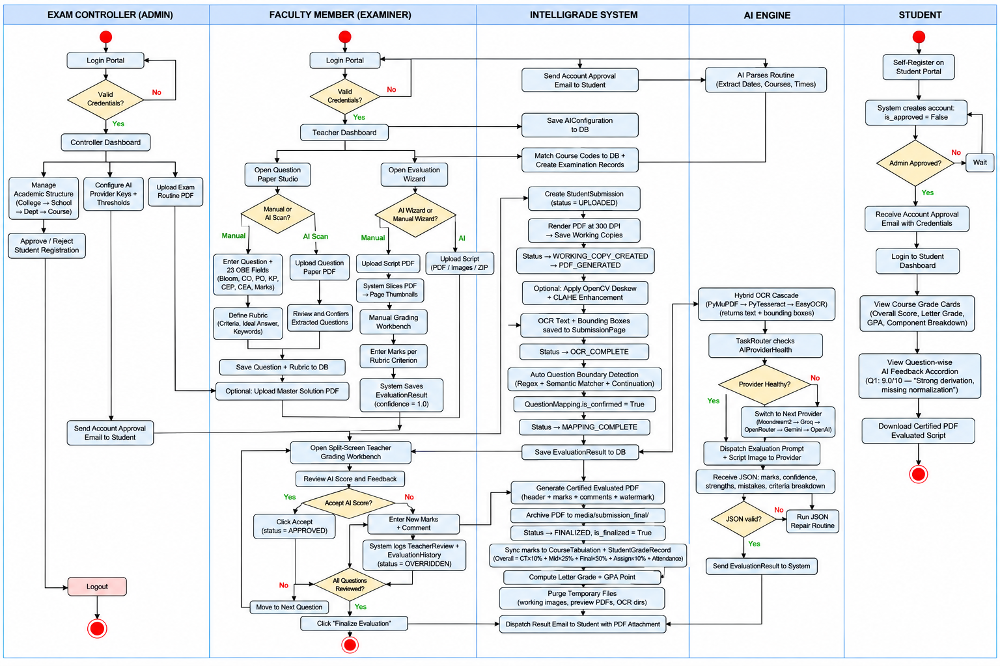 EXAM CONTROLLER (ADMIN)
Login Portal
Valid
Credentials?
No
Yes
Controller Dashboard
Manage
Academic Structure
(College → School
→ Dept → Course)
Configure AI
Provider Keys +
Thresholds
Upload Exam
Routine PDF
Approve / Reject
Student Registration
Send Account Approval
Email to Student
Logout
FACULTY MEMBER (EXAMINER)
Login Portal
Valid
Credentials?
No
Yes
Teacher Dashboard
Open Question
Paper Studio
Open Evaluation
Wizard
Manual or
AI Scan?
Manual
AI Scan
AI Wizard or
Manual Wizard?
Manual
AI
Enter Question +
23 OBE Fields
(Bloom, CO, PO, KP,
CEP, CEA, Marks)
Upload Question
Paper PDF
Upload Script PDF
Upload Script
(PDF / Images / ZIP
System Slices PDF
→ Page Thumbnails
Define Rubric
(Criteria, Ideal Answer,
Keywords)
Review and Confirms
Extracted Questions
Manual Grading
Workbench
Enter Marks per
Rubric Criterion
Save Question + Rubric to DB
Optional: Upload Master Solution PDF
System Saves
EvaluationResult
(confidence = 1.0)
Open Split-Screen Teacher
Grading Workbench
Review AI Score and Feedback
Accept AI Score?
Yes
No
Click Accept
(status = APPROVED)
Enter New Marks
+ Comment
System logs TeacherReview +
EvaluationHistory
(status = OVERRIDDEN)
All Questions
Reviewed?
No
Yes
Move to Next Question
Click "Finalize Evaluation"
INTELLIGRADE SYSTEM
Send Account Approval
Email to Student
Save AIConfiguration
to DB
Match Course Codes to DB +
Create Examination Records
Create StudentSubmission
(status = UPLOADED)
Render PDF at 300 DPI
→ Save Working Copies
Status → WORKING_COPY_CREATED
→ PDF_GENERATED
Optional: Apply OpenCV Deskew
+ CLAHE Enhancement
OCR Text + Bounding Boxes
saved to SubmissionPage
Status → OCR_COMPLETE
Auto Question Boundary Detection
(Regex + Semantic Matcher + Continuation)
QuestionMapping.is_confirmed = True
Status → MAPPING_COMPLETE
Save EvaluationResult to DB
Generate Certified Evaluated PDF
(header + marks + comments + watermark)
Archive PDF to media/submission_final/
Status → FINALIZED, is_finalized = True
Sync marks to CourseTabulation + StudentGradeRecord
(Overall = CT×10% + Mid×25% + Final×50% + Assign×10% + Attendance)
Compute Letter Grade + GPA Point
Purge Temporary Files
(working images, preview PDFs, OCR dirs)
Dispatch Result Email to Student with PDF Attachment
AI ENGINE
AI Parses Routine
(Extract Dates, Courses, Times)
Hybrid OCR Cascade
(PyMuPDF → PyTesseract → EasyOCR)
(returns text + bounding boxes)
TaskRouter checks
AIProviderHealth
Provider Healthy?
No
Yes
Switch to Next Provider
(Moondream2 → Groq →
OpenRouter → Gemini → OpenAI)
Dispatch Evaluation Prompt
+ Script Image to Provider
Receive JSON: marks, confidence,
strengths, mistakes, criteria breakdown
JSON valid?
No
Yes
Run JSON
Repair Routine
Send EvaluationResult to System
STUDENT
Self-Register on
Student Portal
System creates account:
is_approved = False
Admin Approved?
No
Wait
Yes
Receive Account Approval
Email with Credentials
Login to Student
Dashboard
View Course Grade Cards
(Overall Score, Letter Grade,
GPA, Component Breakdown)
View Question-wise
AI Feedback Accordion
(Q1: 9.0/10 — "Strong derivation,
missing normalization")
Download Certified PDF
Evaluated Script